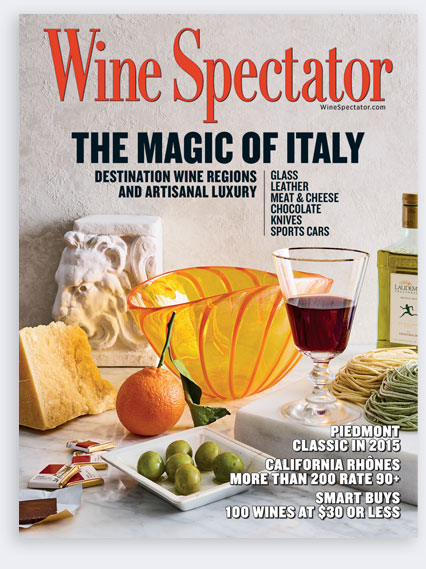 Wine Spectator
WineSpectator.com
THE MAGIC OF ITALY
DESTINATION WINE REGIONS
AND ARTISANAL LUXURY
GLASS
LEATHER
MEAT & CHEESE
CHOCOLATE
KNIVES
SPORTS CARS
PIEDMONT
CLASSIC IN 2015
CALIFORNIA RHÔNES
MORE THAN 200 RATE 90+
SMART BUYS
100 WINES AT $30 OR LESS